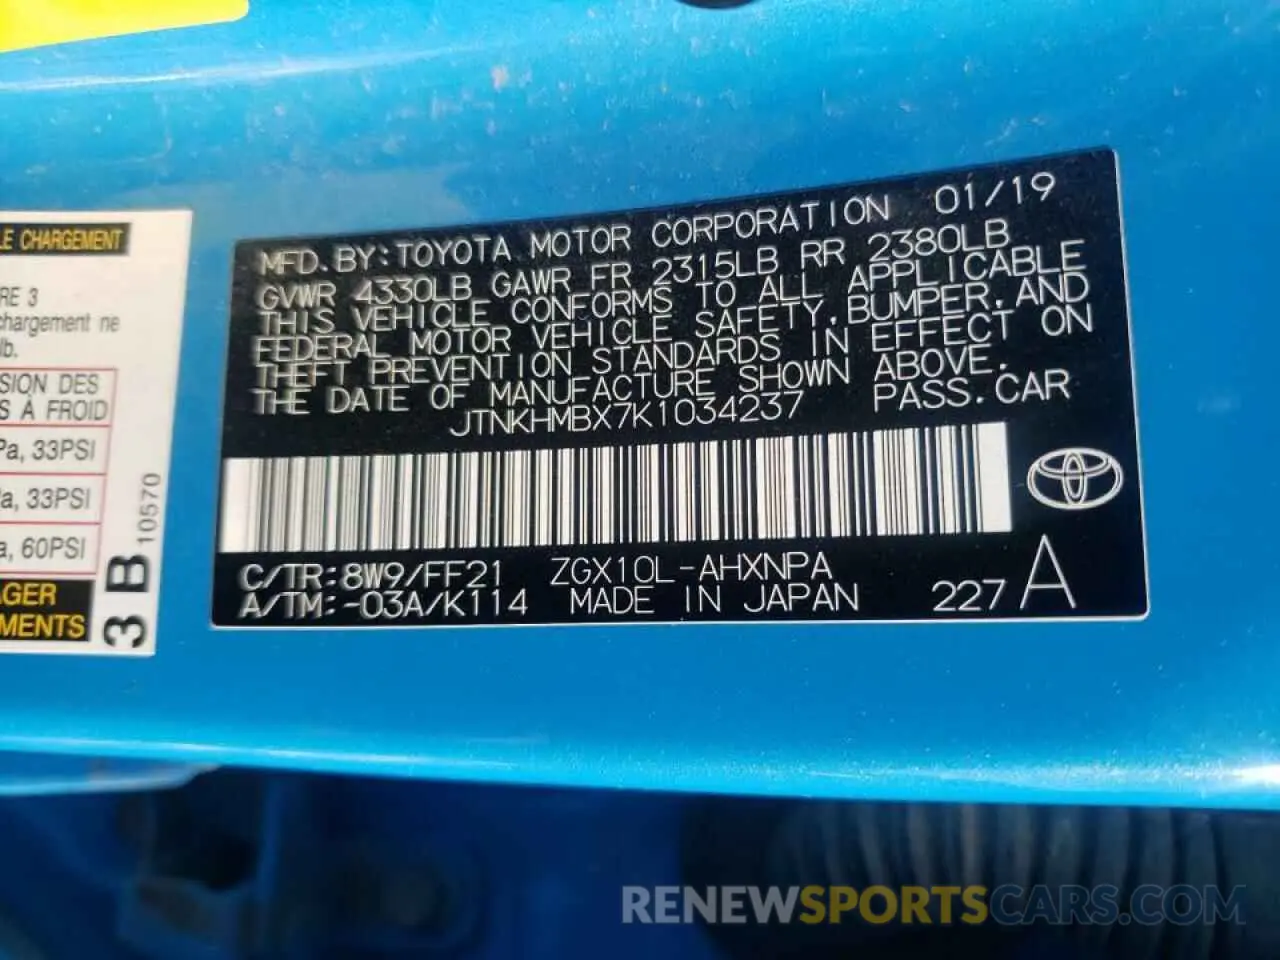 LE CHARGEMENT
RE 3
chargement ne
lb.
SION DES
S À FROID
Pa, 33PSI
a, 33PSI
a, 60PSI
AGER
MENTS
3 B 10570
MFD. BY: TOYOTA MOTOR CORPORATION 01/19
GVWR 4330LB GAWR FR 2315LB RR 2380LB
THIS VEHICLE CONFORMS TO ALL APPLICABLE
FEDERAL MOTOR VEHICLE SAFETY, BUMPER, AND
THEFT PREVENTION STANDARDS IN EFFECT ON
THE DATE OF MANUFACTURE SHOWN ABOVE.
JTNKHMBX7K1034237 PASS. CAR
C/TR: 8W9/FF21 ZGX10L-AHXNPA
A/TM: -03A/K114 MADE IN JAPAN 227 A
RENEWSPORTSCARS.COM